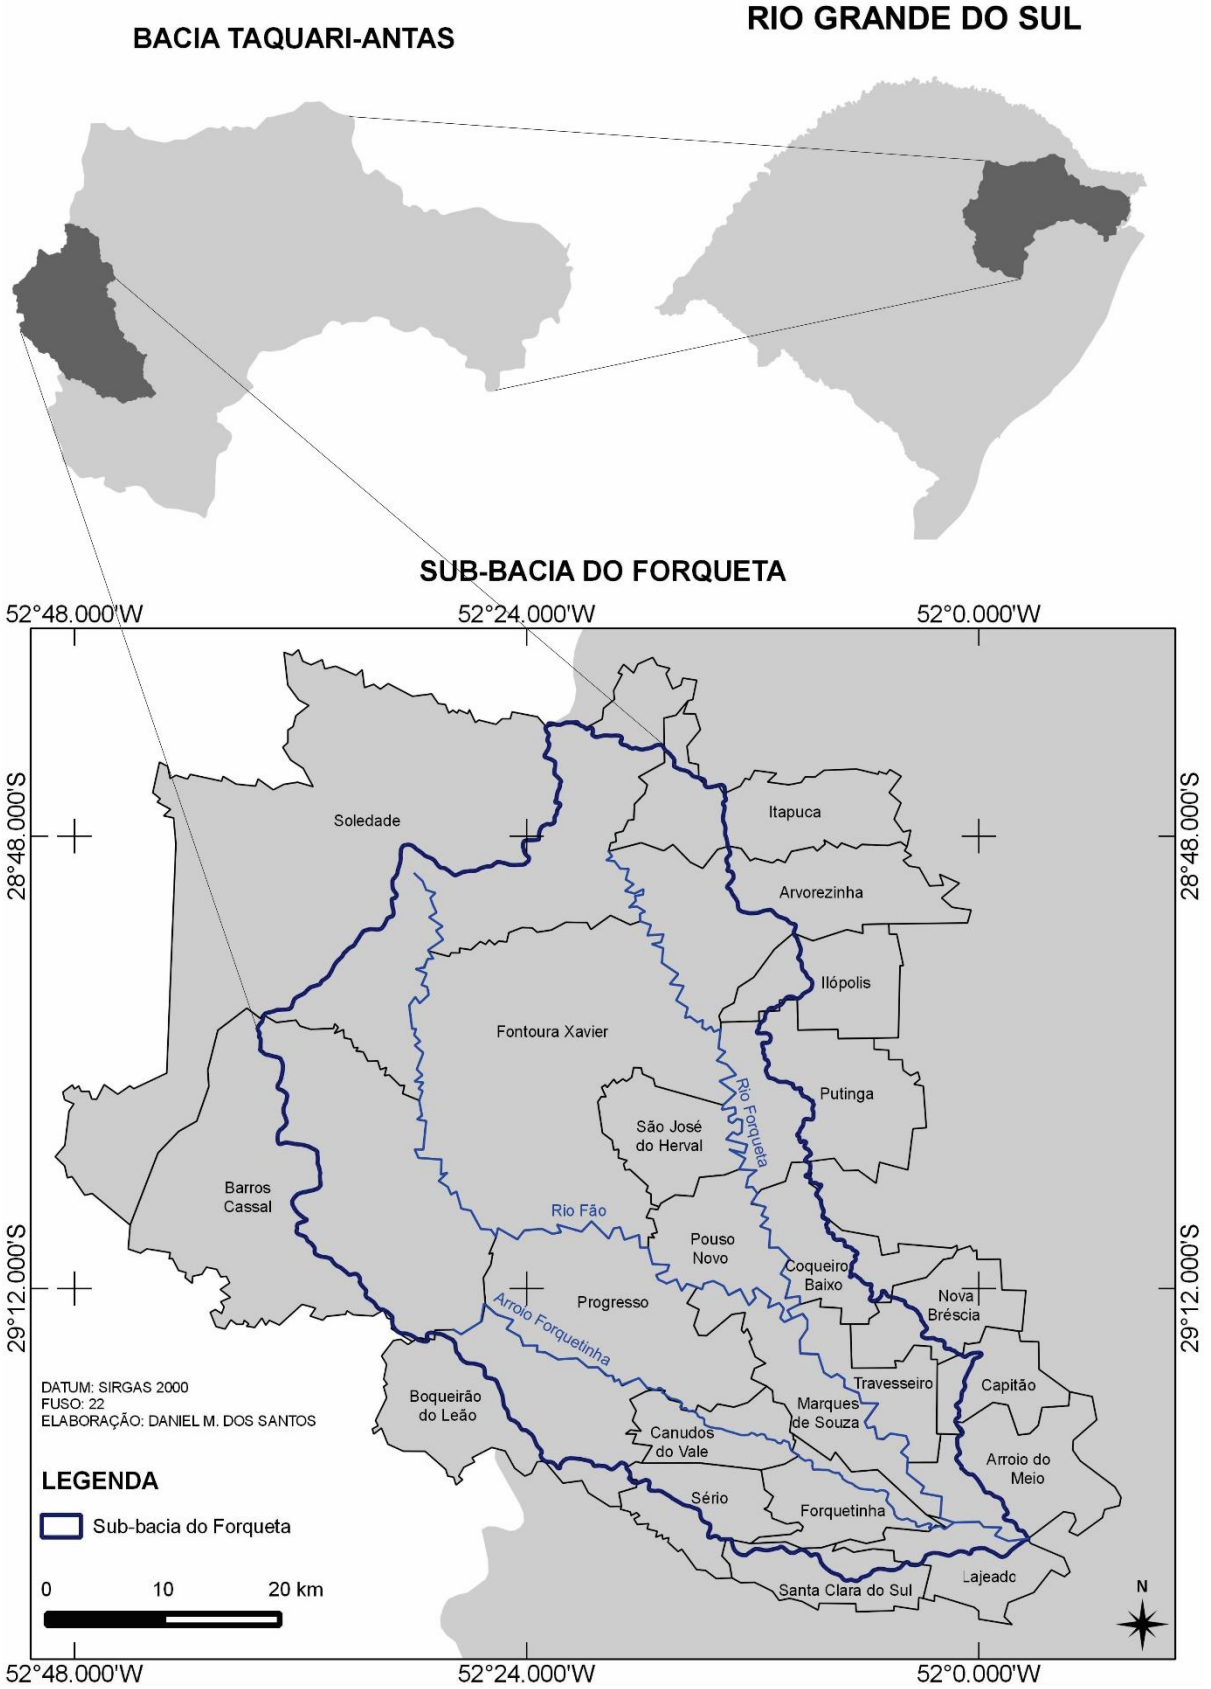 RIO GRANDE DO SUL
BACIA TAQUARI-ANTAS
SUB-BACIA DO FORQUETA
52°48.000'W
52°24.000'W
52°0.000'W
28°48.000'S
28°48.000'S
Soledade
Itapuca
Arvorezinha
Ilópolis
Fontoura Xavier
Putinga
Rio Forqueta
São José
do Herval
Barros
Cassal
Rio Fão
Pouso
Novo
Coqueiro
Baixo
29°12.000'S
29°12.000'S
Progresso
Nova
Bréscia
Arroio Forquetinha
Travesseiro
Capitão
DATUM: SIRGAS 2000
FUSO: 22
ELABORAÇÃO: DANIEL M. DOS SANTOS
Boqueirão
do Leão
Marques
de Souza
Canudos
do Vale
Arroio do
Meio
LEGENDA
Sub-bacia do Forqueta
Sério
Forquetinha
Santa Clara do Sul
Lajeado
0 10 20 km
N
52°48.000'W
52°24.000'W
52°0.000'W